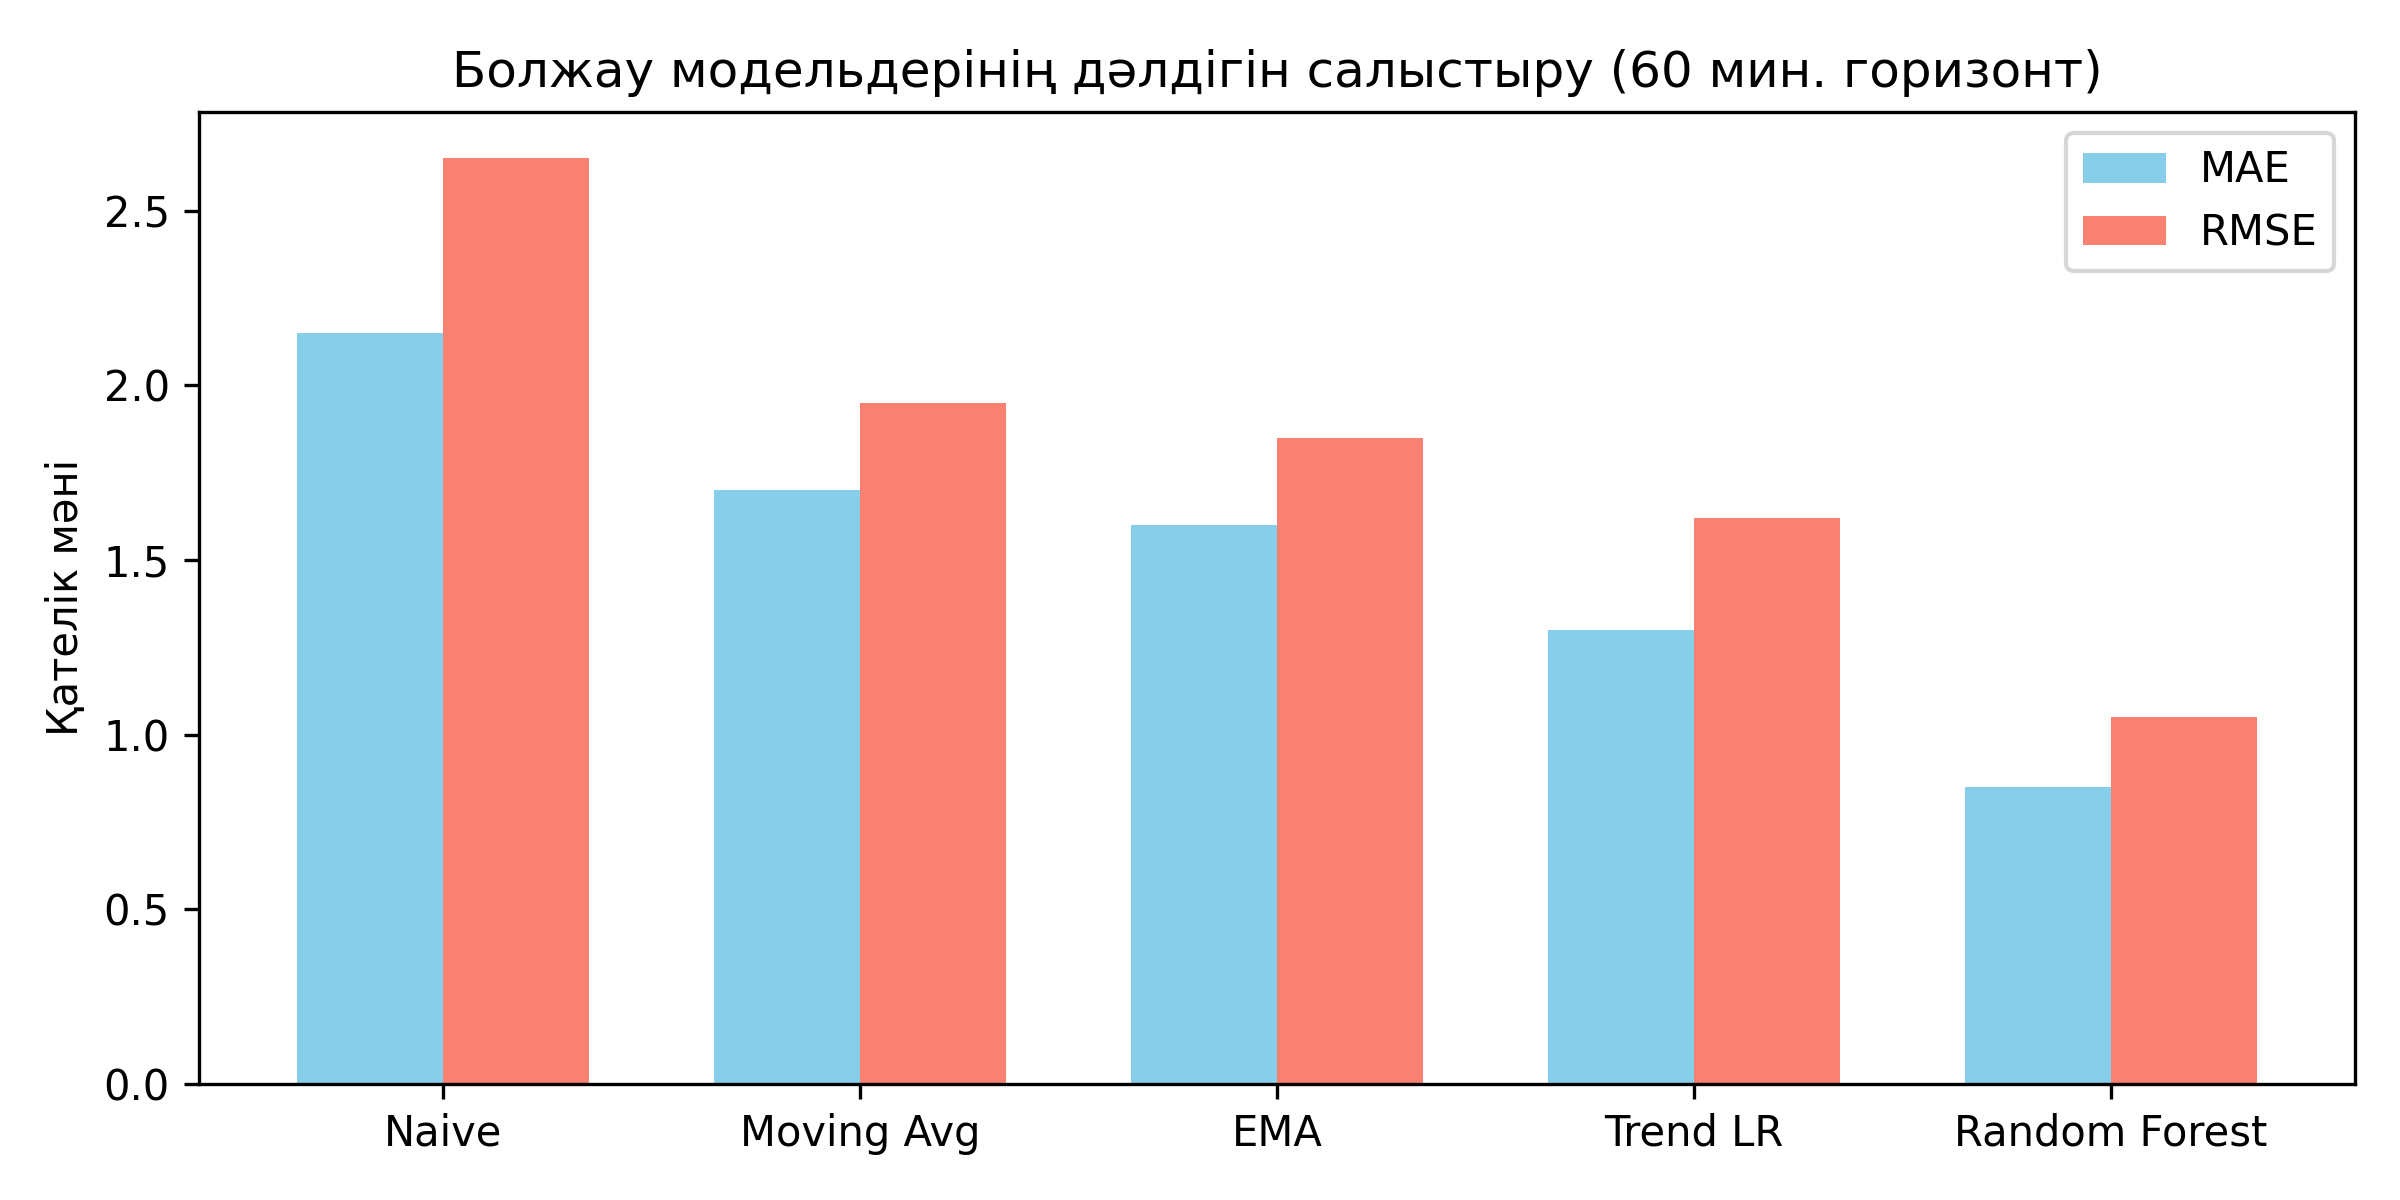 Болжау модельдерінің дәлдігін салыстыру (60 мин. горизонт)
MAE
RMSE
Қателік мәні
2.5
2.0
1.5
1.0
0.5
0.0
Naive
Moving Avg
EMA
Trend LR
Random Forest